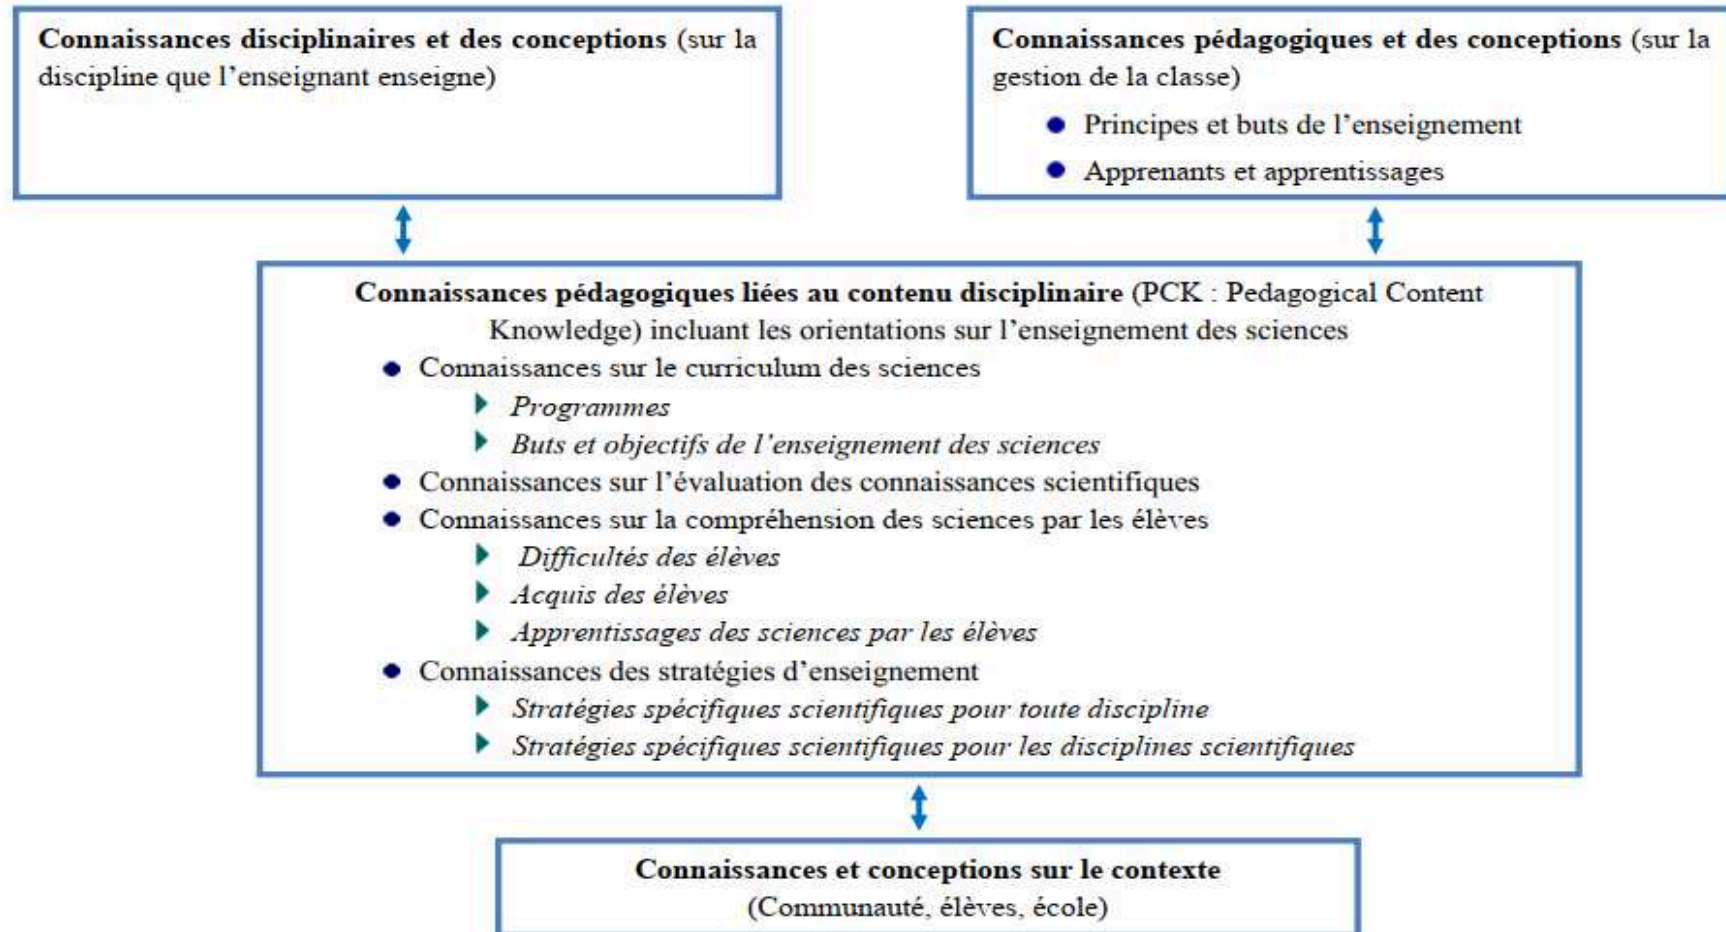 Connaissances disciplinaires et des conceptions (sur la
discipline que l’enseignant enseigne)
Connaissances pédagogiques et des conceptions (sur la
gestion de la classe)
Principes et buts de l’enseignement
Apprenants et apprentissages
Connaissances pédagogiques liées au contenu disciplinaire (PCK : Pedagogical Content
Knowledge) incluant les orientations sur l’enseignement des sciences
Connaissances sur le curriculum des sciences
Programmes
Buts et objectifs de l’enseignement des sciences
Connaissances sur l’évaluation des connaissances scientifiques
Connaissances sur la compréhension des sciences par les élèves
Difficultés des élèves
Acquis des élèves
Apprentissages des sciences par les élèves
Connaissances des stratégies d’enseignement
Stratégies spécifiques scientifiques pour toute discipline
Stratégies spécifiques scientifiques pour les disciplines scientifiques
Connaissances et conceptions sur le contexte
(Communauté, élèves, école)